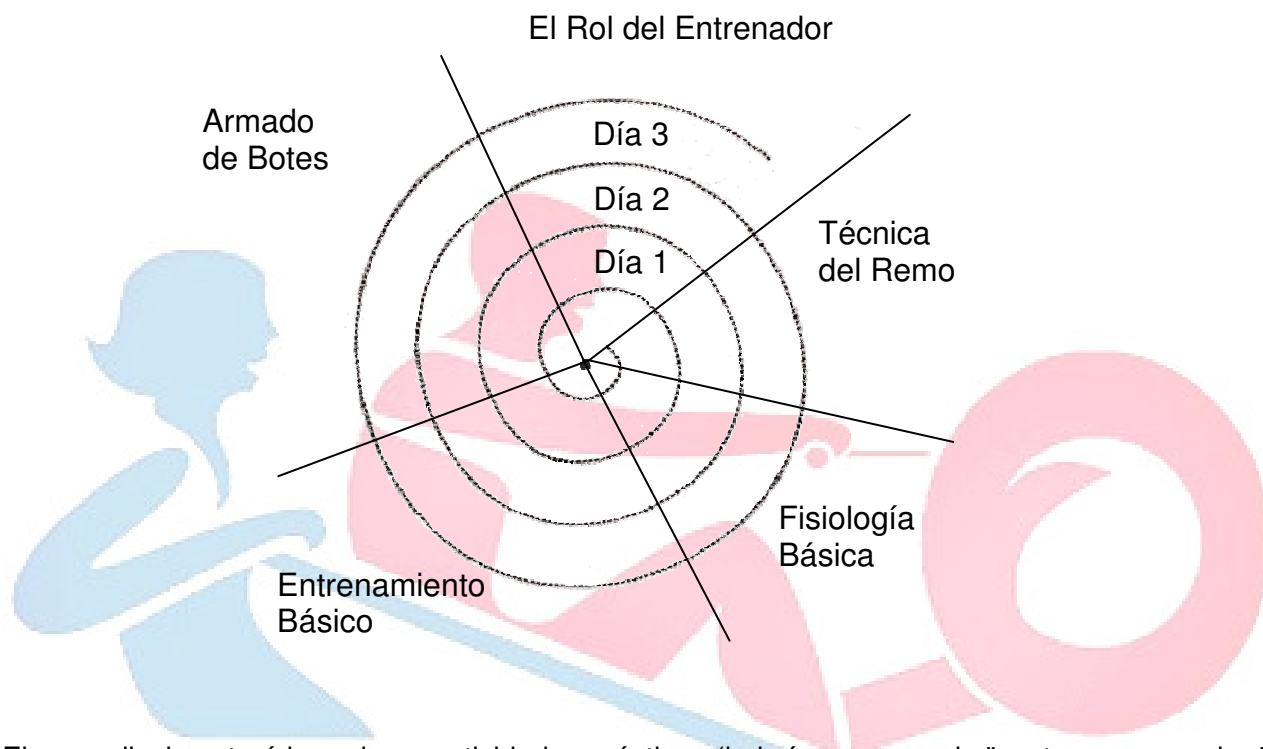 El Rol del Entrenador
Armado
de Botes
Día 3
Día 2
Técnica
del Remo
Día 1
Fisiología
Básica
Entrenamiento
Básico